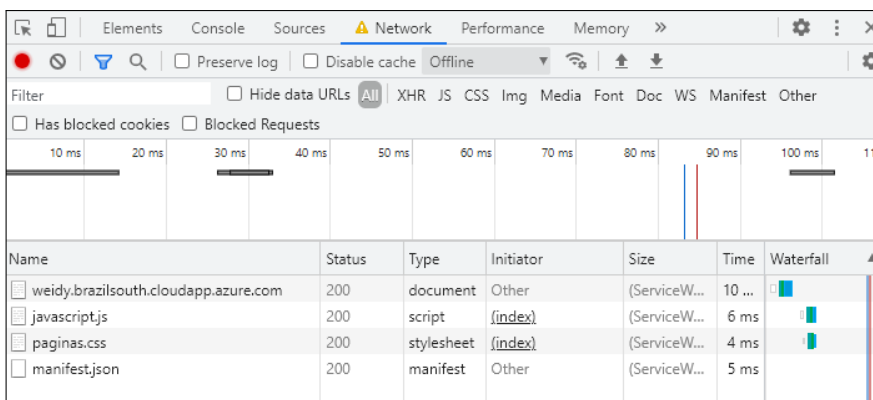 Elements Console Sources Network Performance Memory »
Preserve log Disable cache Offline
Filter Hide data URLs All XHR JS CSS Img Media Font Doc WS Manifest Other
Has blocked cookies Blocked Requests
10 ms 20 ms 30 ms 40 ms 50 ms 60 ms 70 ms 80 ms 90 ms 100 ms 11
Name Status Type Initiator Size Time Waterfall
weidy.brazilsouth.cloudapp.azure.com 200 document Other (ServiceW... 10 ...
javascript.js 200 script (index) (ServiceW... 6 ms
paginas.css 200 stylesheet (index) (ServiceW... 4 ms
manifest.json 200 manifest Other (ServiceW... 5 ms